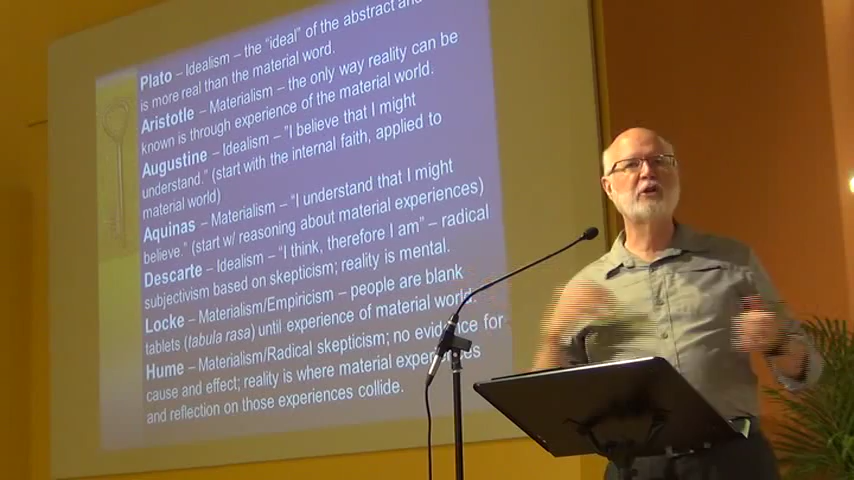 Plato – Idealism – the "ideal" of the abstract and
is more real than the material word.
Aristotle – Materialism – the only way reality can be
known is through experience of the material world.
Augustine – Idealism – "I believe that I might
understand." (start with the internal faith, applied to
material world)
Aquinas – Materialism – "I understand that I might
believe." (start w/ reasoning about material experiences)
Descarte – Idealism – "I think, therefore I am" – radical
subjectivism based on skepticism; reality is mental.
Locke – Materialism/Empiricism – people are blank
tablets (tabula rasa) until experience of material world.
Hume – Materialism/Radical skepticism; no evidence for
cause and effect; reality is where material experiences
and reflection on those experiences collide.